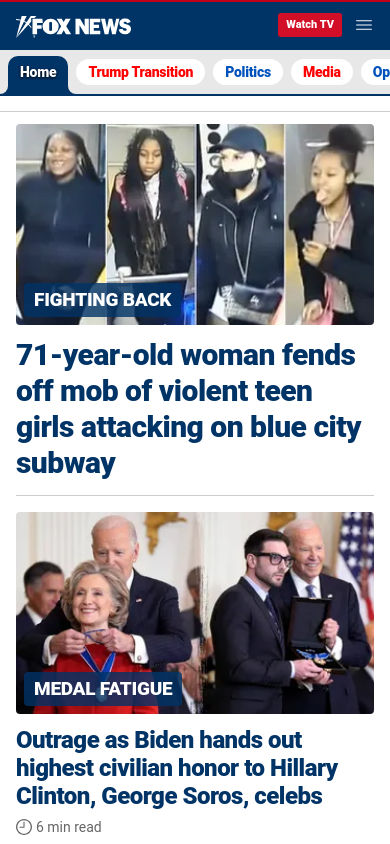 FOX NEWS
Watch TV
Home Trump Transition Politics Media Op
FIGHTING BACK
71-year-old woman fends
off mob of violent teen
girls attacking on blue city
subway
MEDAL FATIGUE
Outrage as Biden hands out
highest civilian honor to Hillary
Clinton, George Soros, celebs
6 min read